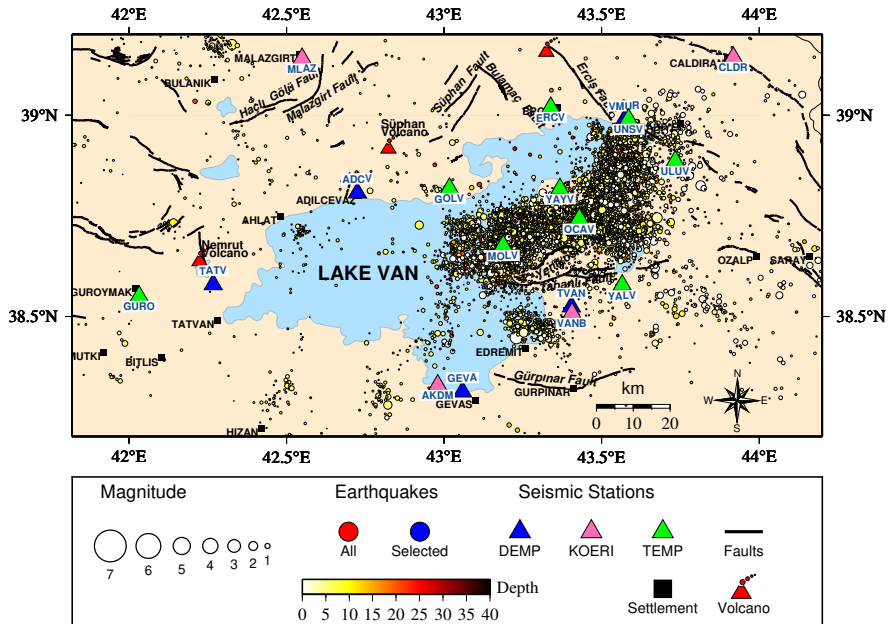 42°E 42.5°E 43°E 43.5°E 44°E
39°N 39°N
38.5°N 38.5°N
MALAZGIRT
MLAZ
BULANIK
Haçlı Gölü Fault
Malazgirt Fault
Süphan Fault
Bulamaç
Erciş Fault
ERCV
VMUR
UNSV
CALDIRAN
CLDR
Süphan
Volcano
ADCV
ADILCEVAZ
GOLV
YAYV
ULUV
AHLAT
OCAV
MOLV
Nemrut
Volcano
TATV
LAKE VAN
OZALP
SARAY
GUROYMAK
GURO
TVAN
VANB
YALV
TATVAN
MUTKI
BITLIS
EDREMIT
GEVA
AKDM
GEVAS
Gürpınar Fault
GURPINAR
HIZAN
km
0 10 20
N
W E
S
42°E 42.5°E 43°E 43.5°E 44°E
Magnitude Earthquakes Seismic Stations
7 6 5 4 3 2 1
All Selected DEMP KOERI TEMP Faults
Depth
0 5 10 15 20 25 30 35 40
Settlement Volcano